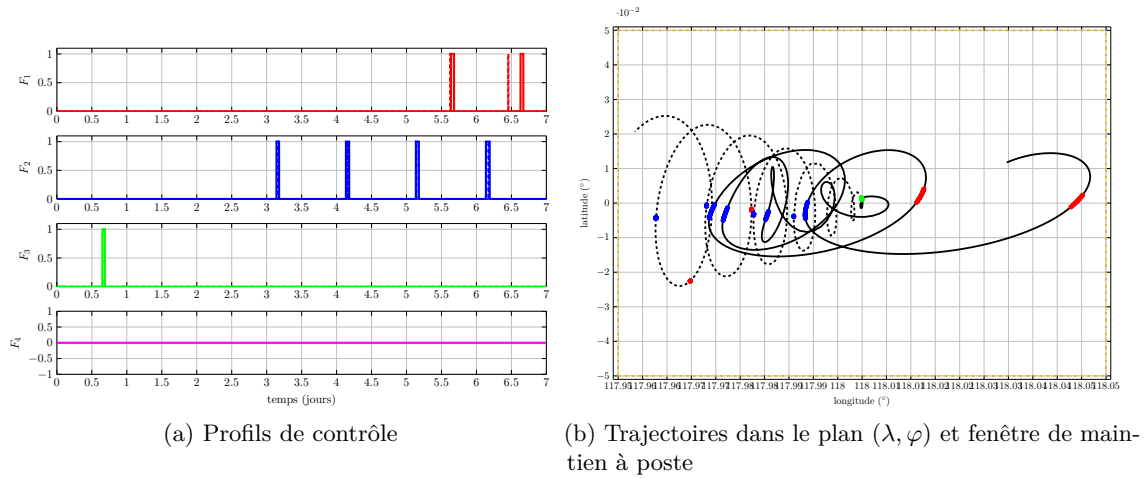 1
0.5
0
F₁
0 0.5 1 1.5 2 2.5 3 3.5 4 4.5 5 5.5 6 6.5 7
1
0.5
0
F₂
0 0.5 1 1.5 2 2.5 3 3.5 4 4.5 5 5.5 6 6.5 7
1
0.5
0
F₃
0 0.5 1 1.5 2 2.5 3 3.5 4 4.5 5 5.5 6 6.5 7
1
0.5
0
−0.5
−1
F₄
0 0.5 1 1.5 2 2.5 3 3.5 4 4.5 5 5.5 6 6.5 7
temps (jours)
(a) Profils de contrôle
·10⁻²
5
4
3
2
1
0
−1
−2
−3
−4
−5
latitude (°)
117.95 117.96 117.96 117.97 117.97 117.98 117.98 117.99 117.99 118 118 118.01 118.01 118.02 118.02 118.03 118.03 118.04 118.04 118.05 118.05
longitude (°)
(b) Trajectoires dans le plan (λ, φ) et fenêtre de main-
tien à poste